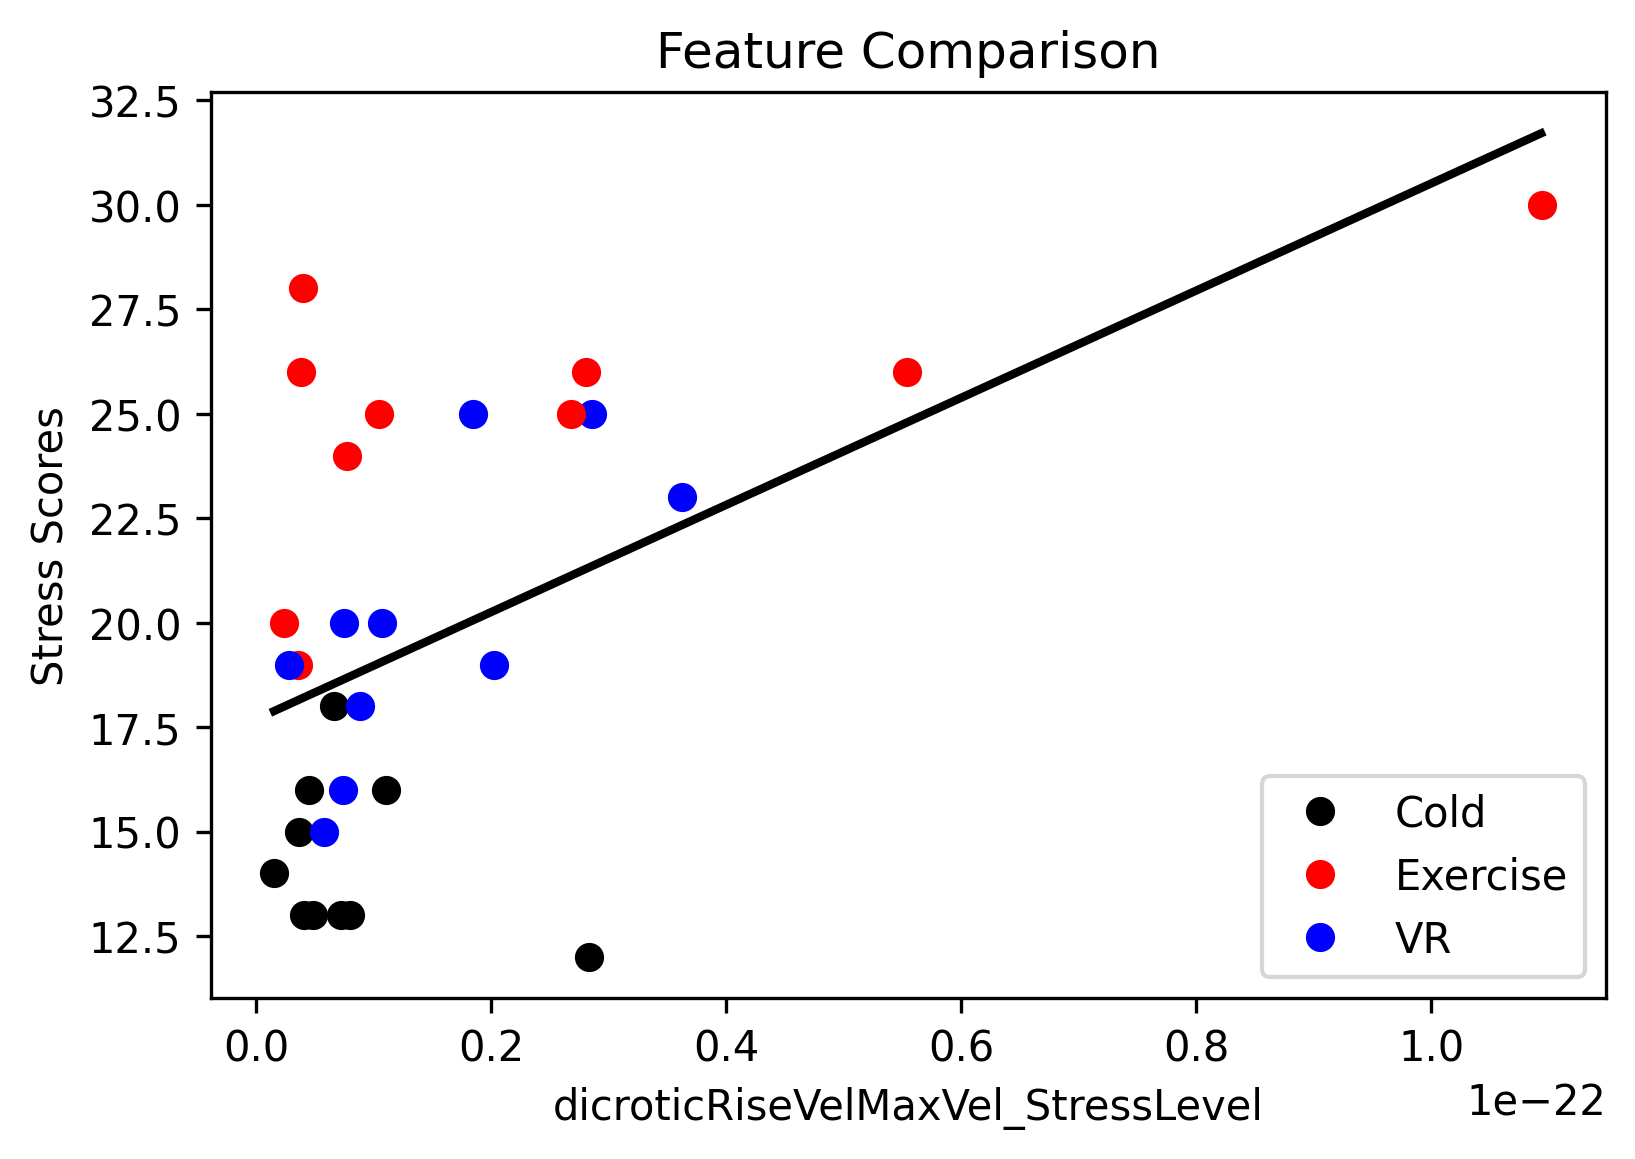 Feature Comparison
32.5
30.0
27.5
25.0
22.5
20.0
17.5
15.0
12.5
Stress Scores
Cold
Exercise
VR
0.0 0.2 0.4 0.6 0.8 1.0
dicroticRiseVelMaxVel_StressLevel
1e−22